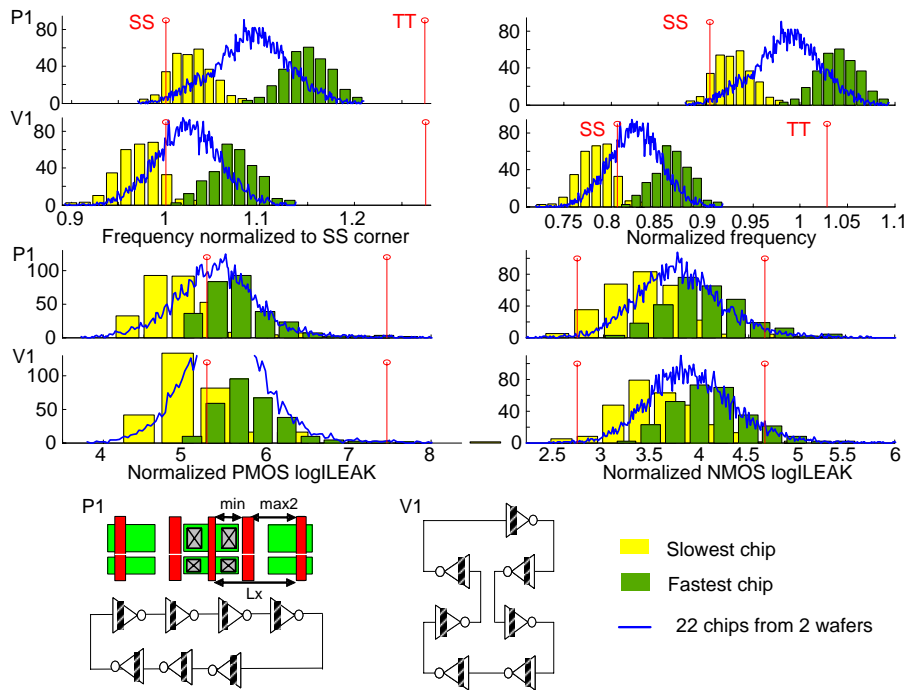 P1
80
40
0
SS
TT
80
40
0
SS
V1
80
40
0
0.9
1
1.1
1.2
Frequency normalized to SS corner
80
40
0
SS
TT
0.75
0.8
0.85
0.9
0.95
1
1.05
1.1
Normalized frequency
P1
100
50
0
80
40
0
V1
100
50
0
4
5
6
7
8
Normalized PMOS logILEAK
80
40
0
2.5
3
3.5
4
4.5
5
5.5
6
Normalized NMOS logILEAK
P1
min
max2
Lx
V1
Slowest chip
Fastest chip
22 chips from 2 wafers